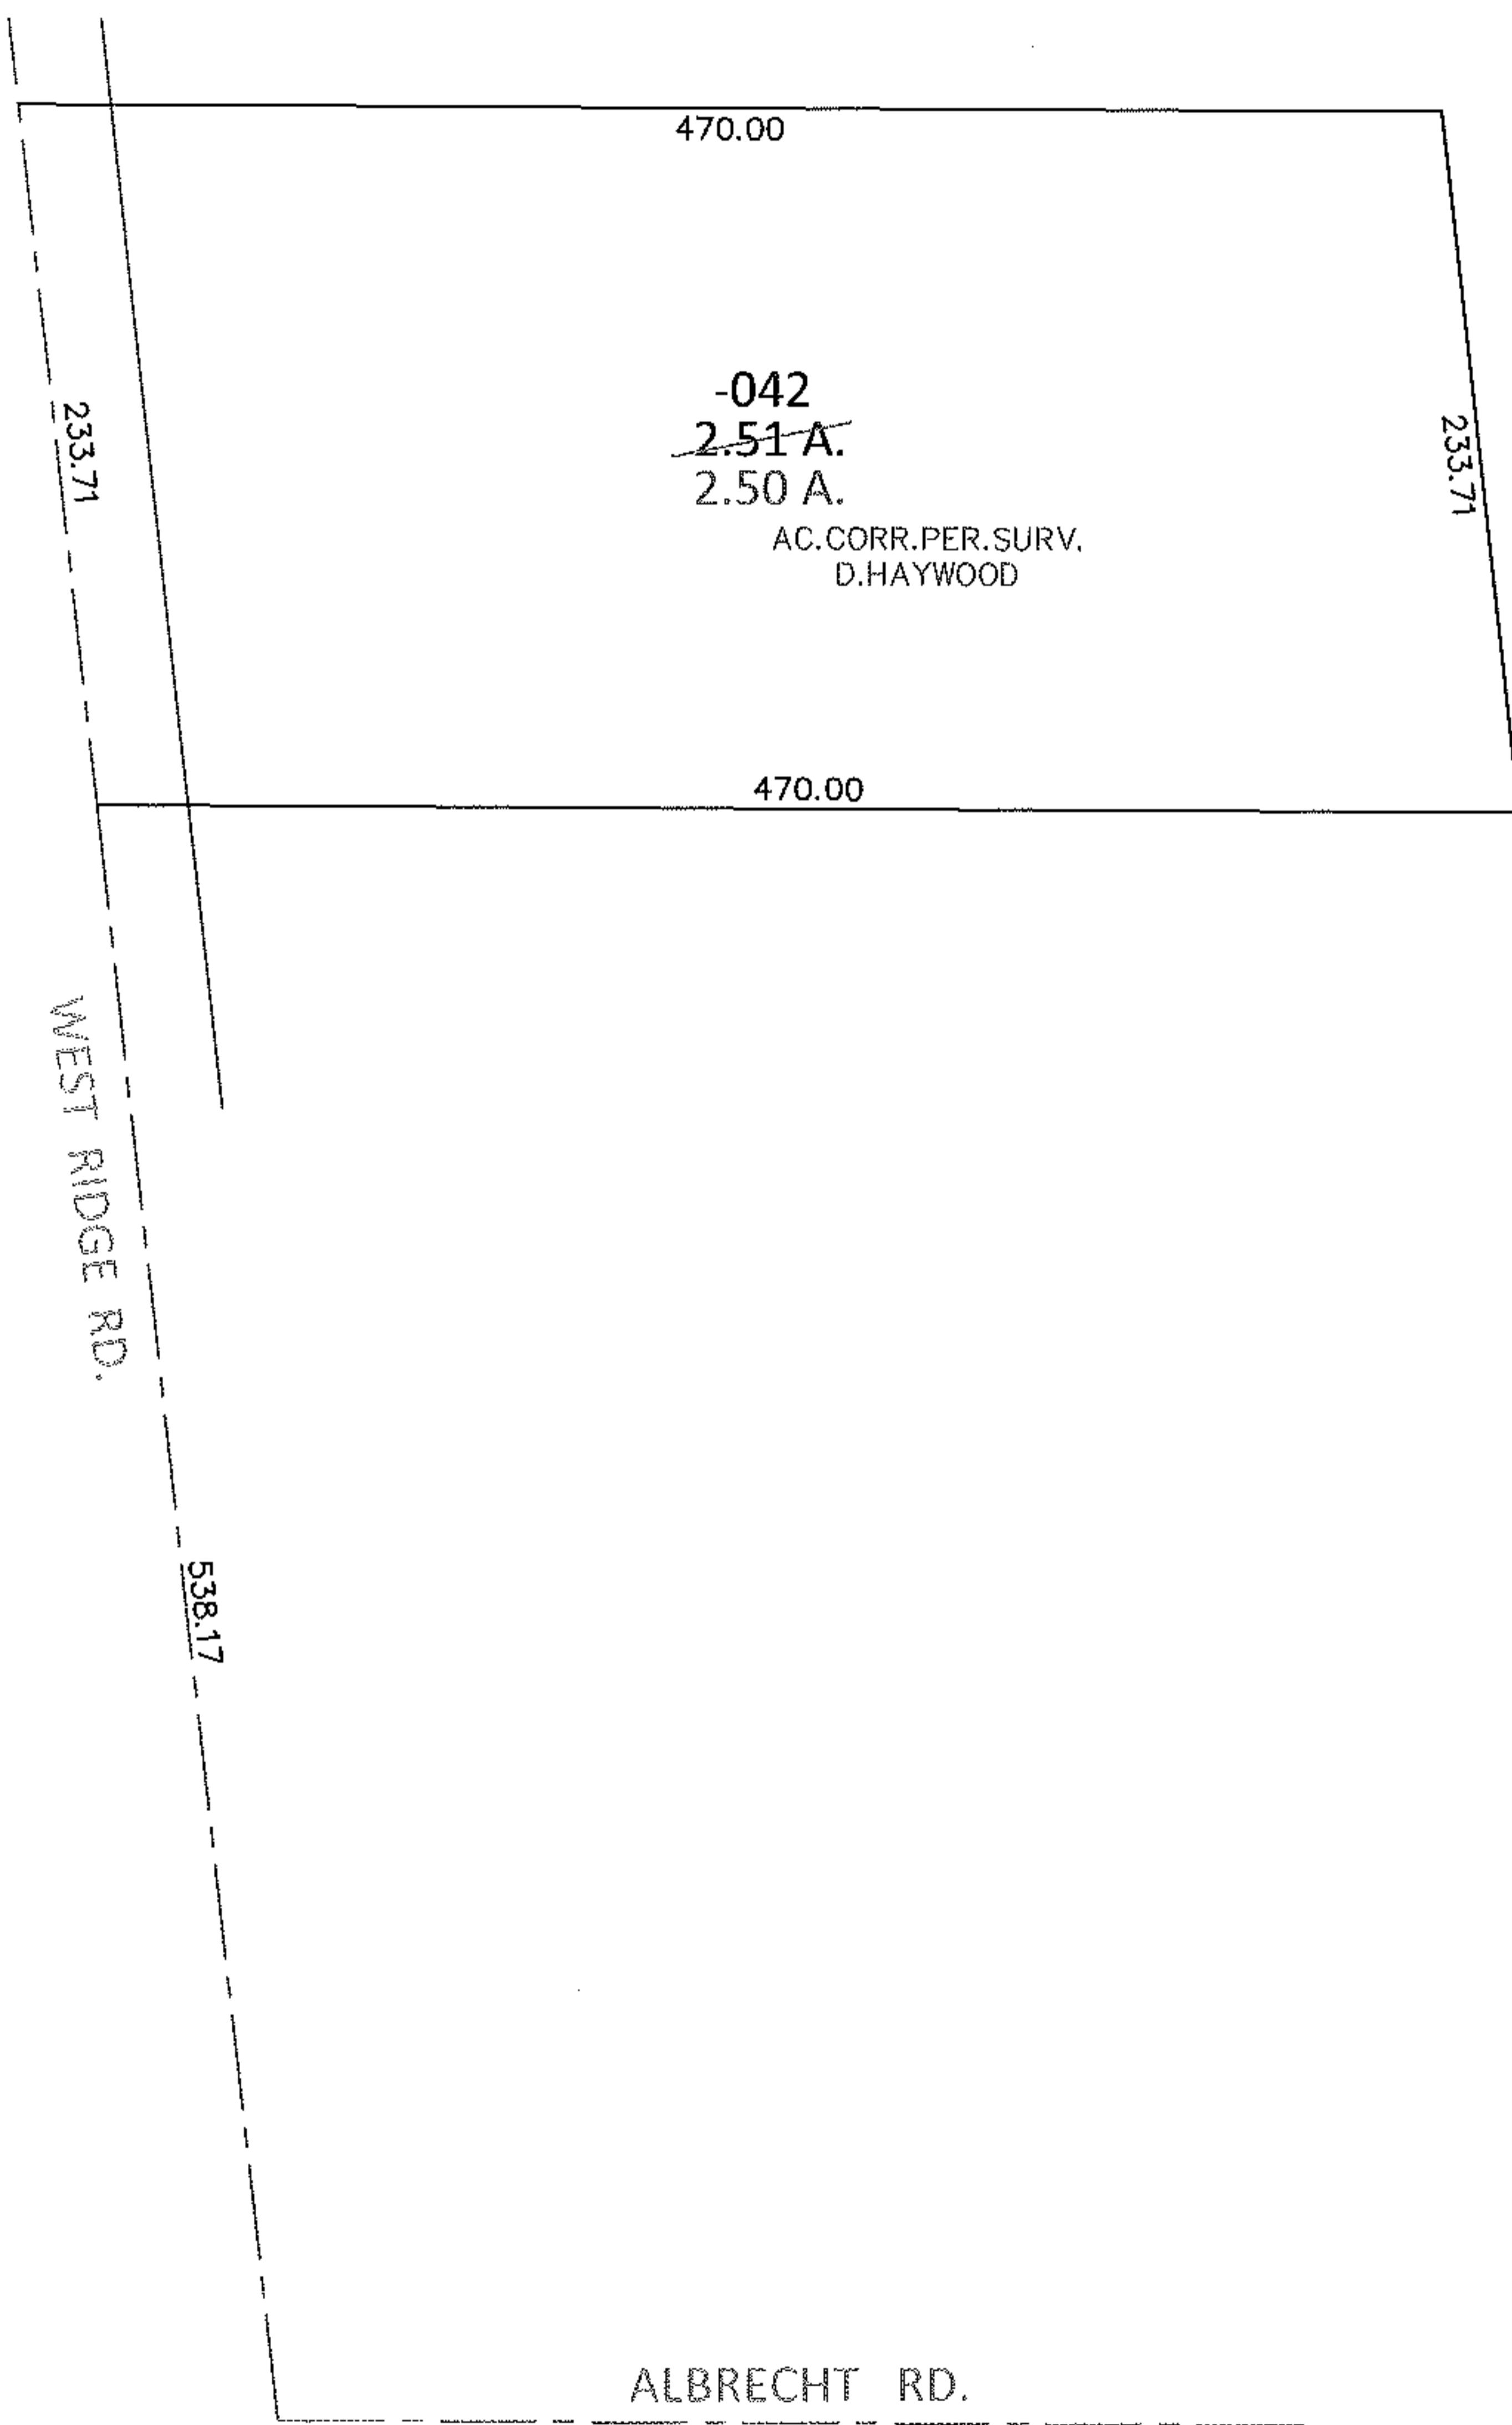 470.00
-042
2.51 A.
2.50 A.
AC.CORR.PER.SURV.
D.HAYWOOD
233.71
233.71
470.00
WEST RIDGE RD.
538.17
ALBRECHT RD.